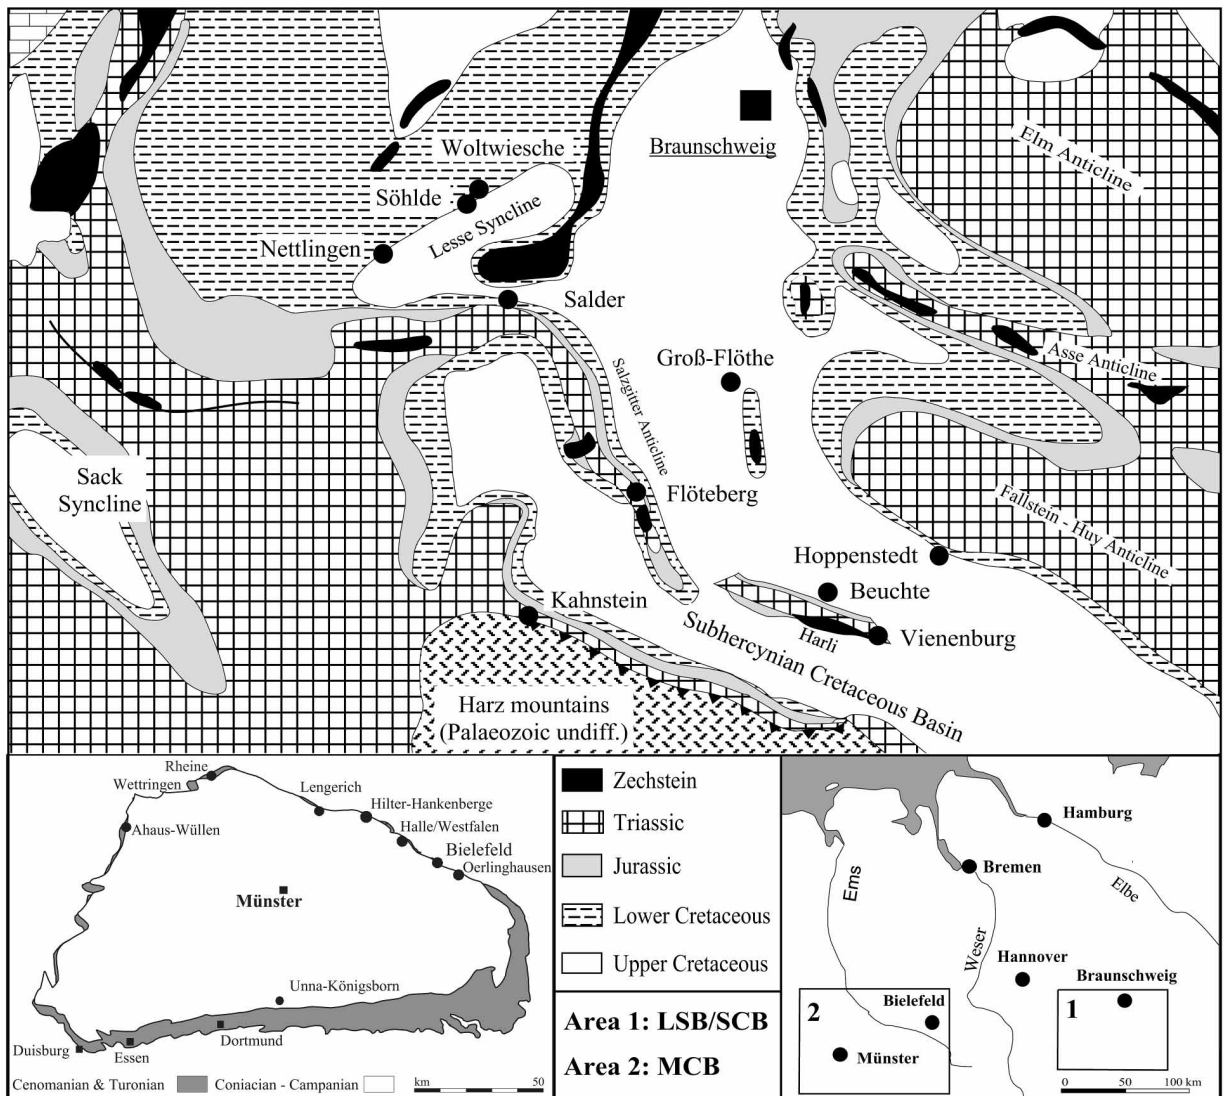 Woltwiesche
Braunschweig
Elm Anticline
Söhlde
Lesse Syncline
Nettlingen
Salder
Groß-Flöthe
Asse Anticline
Salzgitter Anticline
Sack
Syncline
Flöteberg
Fallstein - Huy Anticline
Hoppenstedt
Beuchte
Kahnstein
Vienenburg
Harli
Subhercynian Cretaceous Basin
Harz mountains
(Palaeozoic undiff.)
Rheine
Wettringen
Lengerich
Hilter-Hankenberge
Ahaus-Wüllen
Halle/Westfalen
Bielefeld
Oerlinghausen
Münster
Unna-Königsborn
Dortmund
Duisburg
Essen
Cenomanian & Turonian
Coniacian - Campanian
km 50
Zechstein
Triassic
Jurassic
Lower Cretaceous
Upper Cretaceous
Area 1: LSB/SCB
Area 2: MCB
Hamburg
Bremen
Ems
Elbe
Weser
Hannover
Braunschweig
Bielefeld
2
1
Münster
0 50 100 km